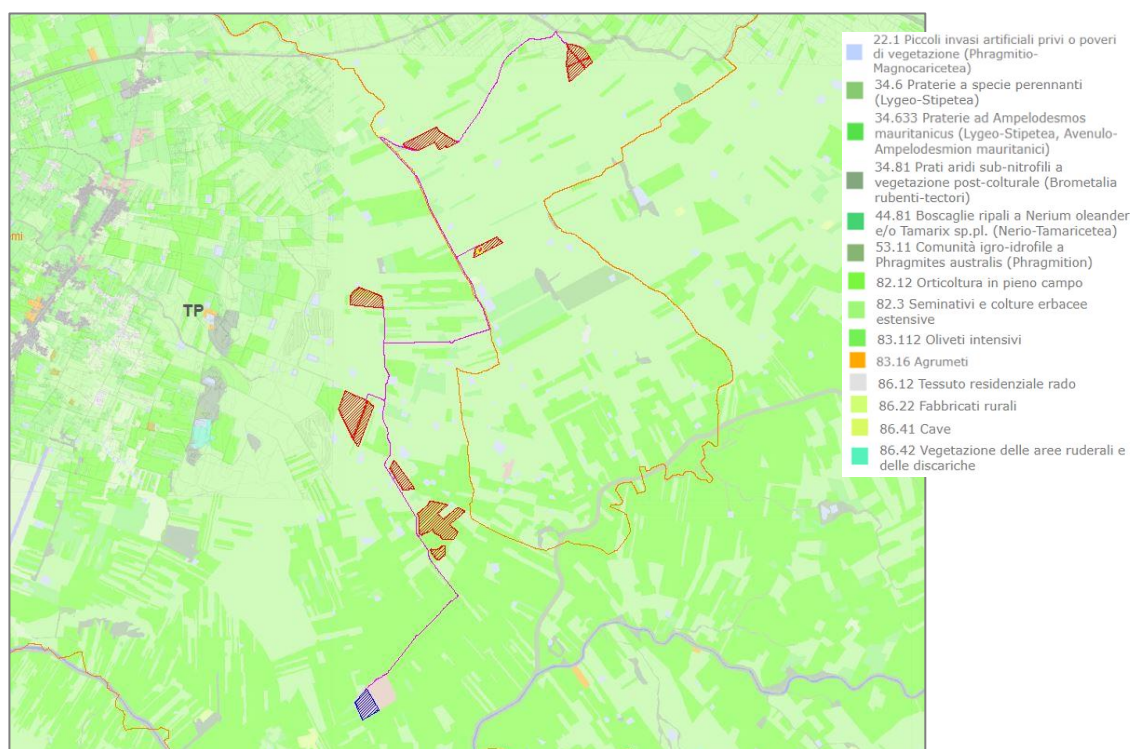 mi
TP
22.1 Piccoli invasi artificiali privi o poveri
di vegetazione (Phragmitio-
Magnocaricetea)
34.6 Praterie a specie perennanti
(Lygeo-Stipetea)
34.633 Praterie ad Ampelodesmos
mauritanicus (Lygeo-Stipetea, Avenulo-
Ampelodesmion mauritanici)
34.81 Prati aridi sub-nitrofili a
vegetazione post-colturale (Brometalia
rubenti-tectori)
44.81 Boscaglie ripali a Nerium oleander
e/o Tamarix sp.pl. (Nerio-Tamaricetea)
53.11 Comunità igro-idrofile a
Phragmites australis (Phragmition)
82.12 Orticoltura in pieno campo
82.3 Seminativi e colture erbacee
estensive
83.112 Oliveti intensivi
83.16 Agrumeti
86.12 Tessuto residenziale rado
86.22 Fabbricati rurali
86.41 Cave
86.42 Vegetazione delle aree ruderali e
delle discariche